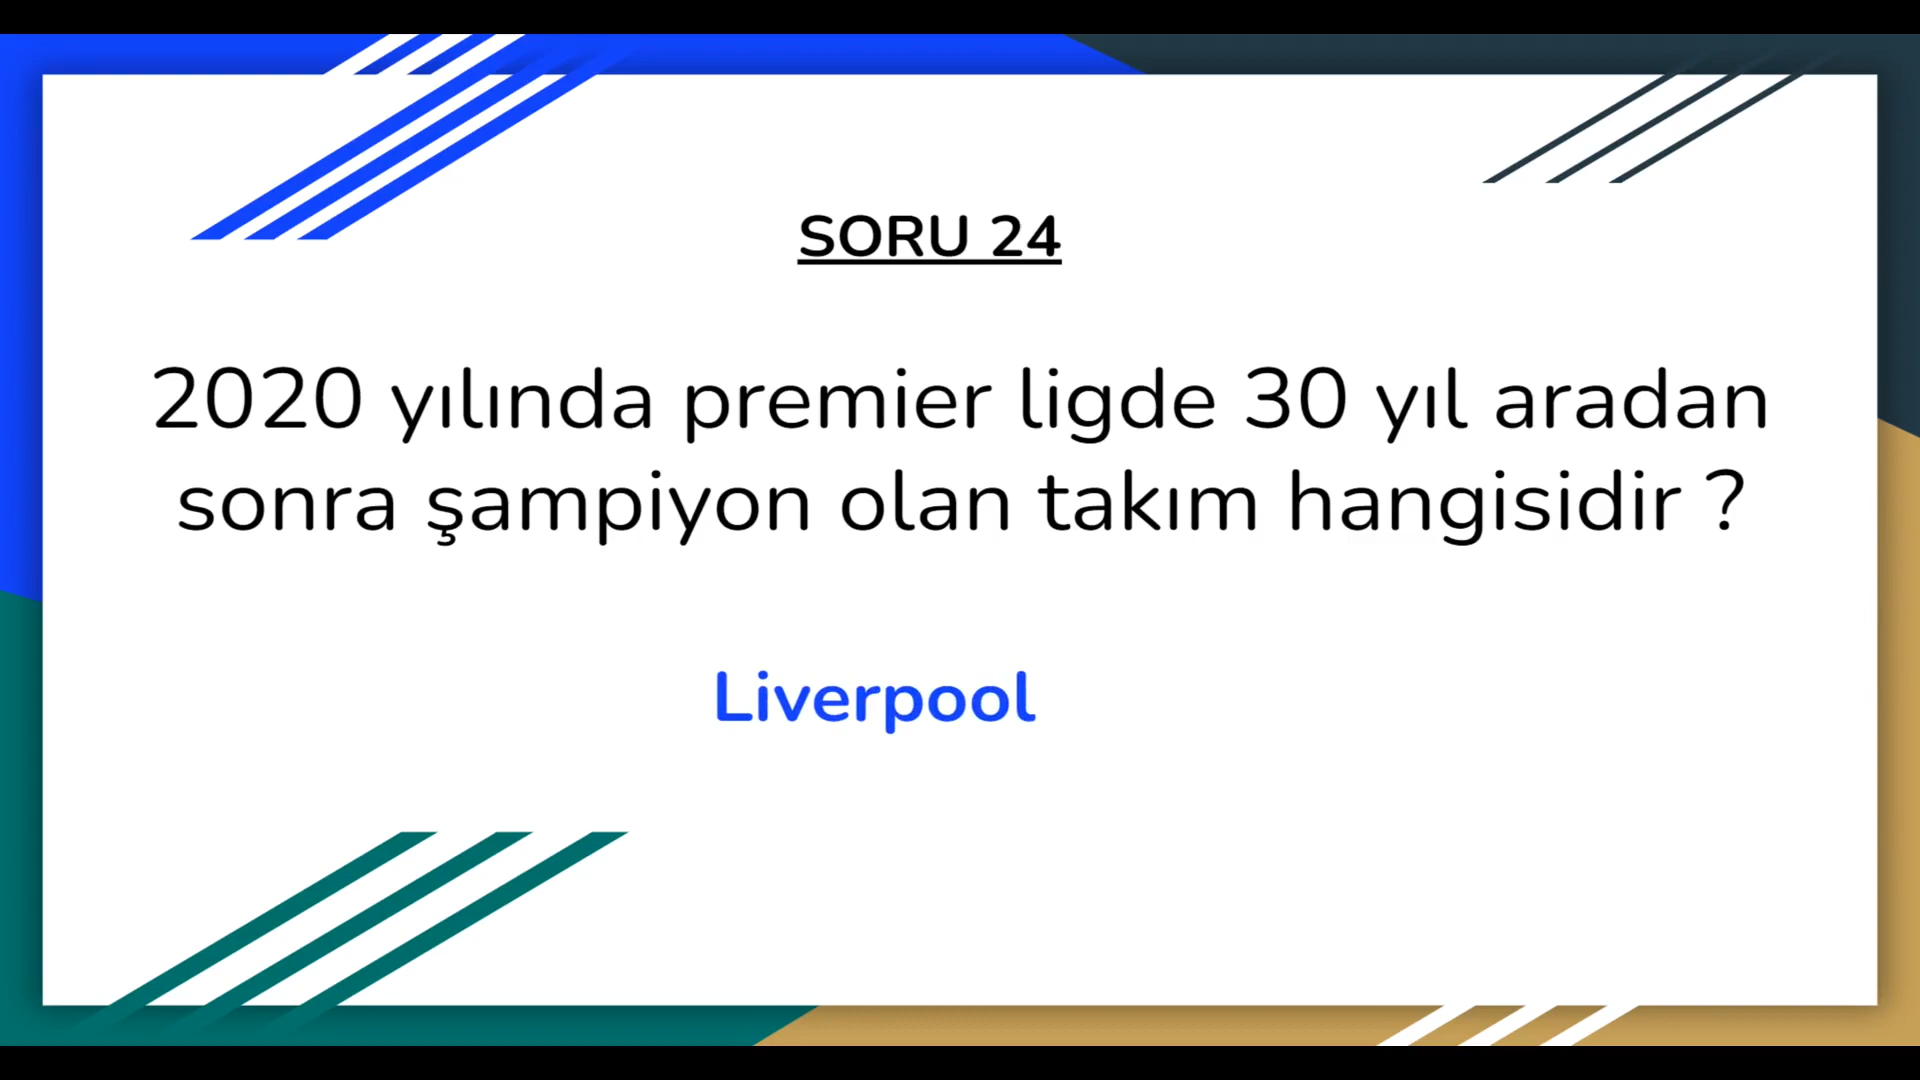 SORU 24
2020 yılında premier ligde 30 yıl aradan
sonra şampiyon olan takım hangisidir ?
Liverpool